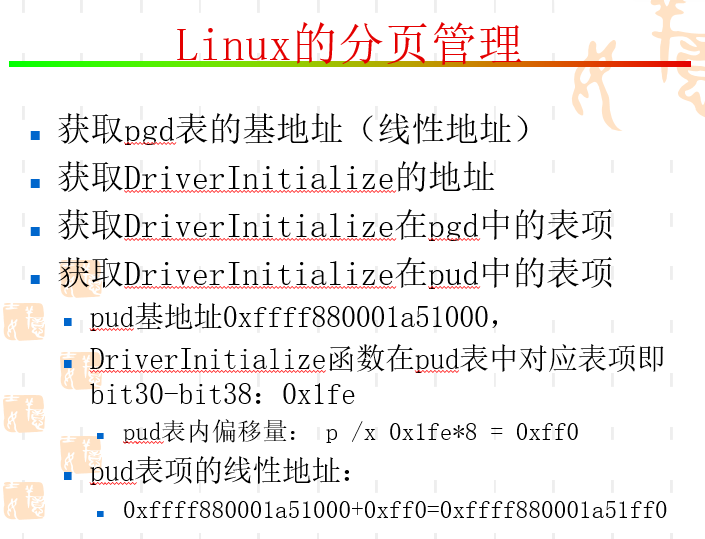 Linux的分页管理
获取pgd表的基地址（线性地址）
获取DriverInitialize的地址
获取DriverInitialize在pgd中的表项
获取DriverInitialize在pud中的表项
pud基地址0xffff880001a51000，
DriverInitialize函数在pud表中对应表项即
bit30-bit38：0x1fe
pud表内偏移量： p /x 0x1fe*8 = 0xff0
pud表项的线性地址：
0xffff880001a51000+0xff0=0xffff880001a51ff0